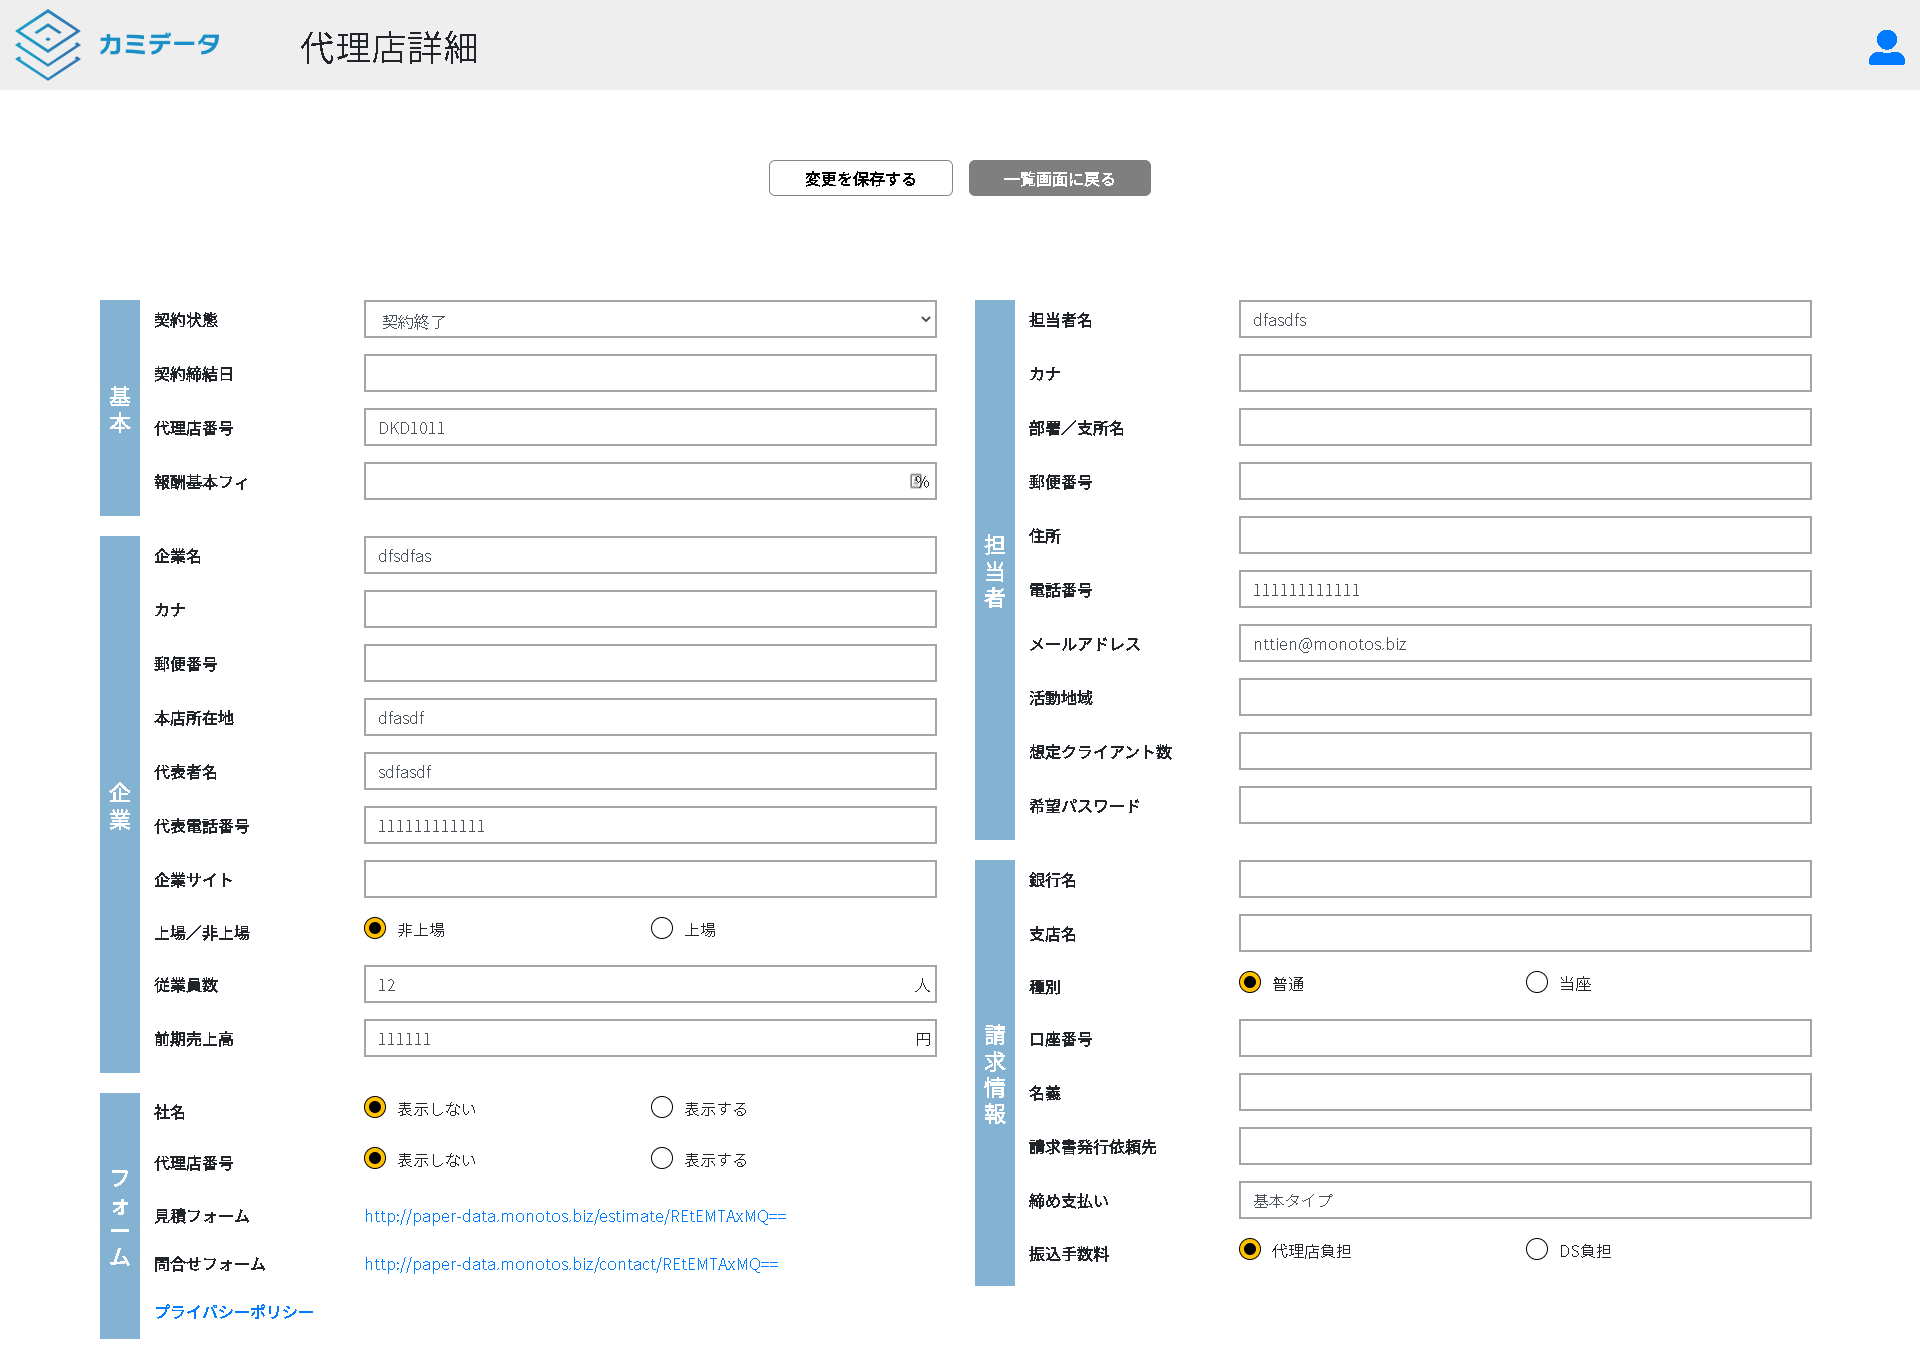 カミデータ
代理店詳細
変更を保存する
一覧画面に戻る
基本
契約状態
契約終了
契約締結日
代理店番号
DKD1011
報酬基本フィ
%
企業
企業名
dfsdfas
カナ
郵便番号
本店所在地
dfasdf
代表者名
sdfasdf
代表電話番号
111111111111
企業サイト
上場／非上場
非上場
上場
従業員数
12
人
前期売上高
111111
円
フォーム
社名
表示しない
表示する
代理店番号
表示しない
表示する
見積フォーム
http://paper-data.monotos.biz/estimate/REtEMTAxMQ==
問合せフォーム
http://paper-data.monotos.biz/contact/REtEMTAxMQ==
プライバシーポリシー
担当者
担当者名
dfasdfs
カナ
部署／支所名
郵便番号
住所
電話番号
111111111111
メールアドレス
nttien@monotos.biz
活動地域
想定クライアント数
希望パスワード
請求情報
銀行名
支店名
種別
普通
当座
口座番号
名義
請求書発行依頼先
締め支払い
基本タイプ
振込手数料
代理店負担
DS負担